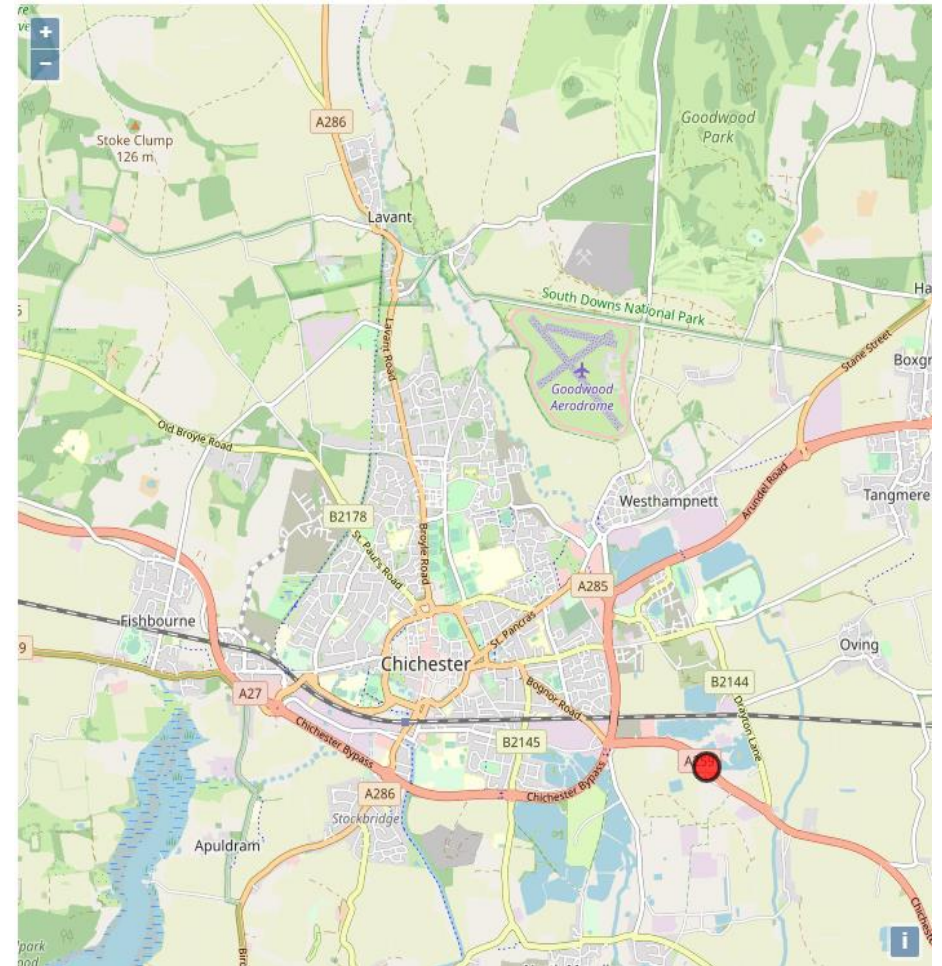 +
−
A286
Stoke Clump
126 m
Goodwood
Park
Lavant
South Downs National Park
Lavant Road
Goodwood
Aerodrome
Stane Street
Boxgr
Old Broyle Road
Westhampnett
Arundel Road
Tangmere
B2178
St. Paul's Road
Broyle Road
A285
Fishbourne
St. Pancras
Oving
Chichester
B2144
A27
Bognor Road
Drayton Lane
Chichester Bypass
B2145
A286
Chichester Bypass
Stockbridge
Apuldram
i